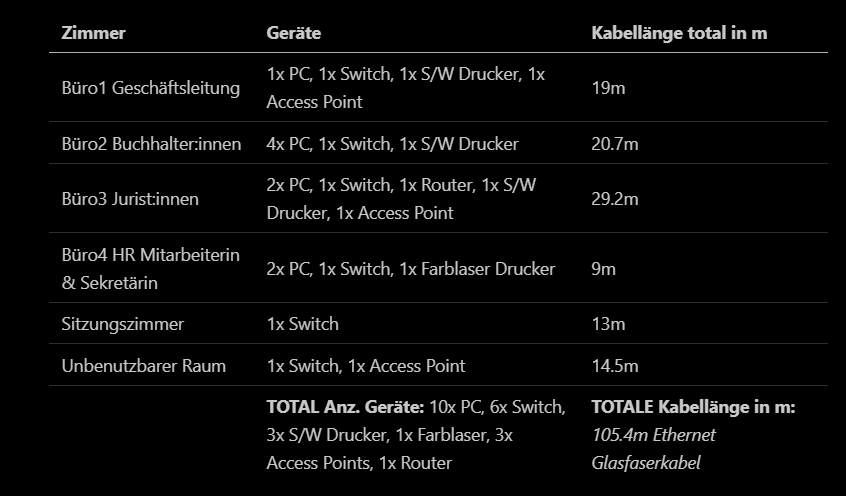 Zimmer Geräte Kabellänge total in m
Büro1 Geschäftsleitung 1x PC, 1x Switch, 1x S/W Drucker, 1x
Access Point 19m
Büro2 Buchhalter:innen 4x PC, 1x Switch, 1x S/W Drucker 20.7m
Büro3 Jurist:innen 2x PC, 1x Switch, 1x Router, 1x S/W
Drucker, 1x Access Point 29.2m
Büro4 HR Mitarbeiterin
& Sekretärin 2x PC, 1x Switch, 1x Farblaser Drucker 9m
Sitzungszimmer 1x Switch 13m
Unbenutzbarer Raum 1x Switch, 1x Access Point 14.5m
TOTAL Anz. Geräte: 10x PC, 6x Switch, TOTALE Kabellänge in m:
3x S/W Drucker, 1x Farblaser, 3x 105.4m Ethernet
Access Points, 1x Router Glasfaserkabel